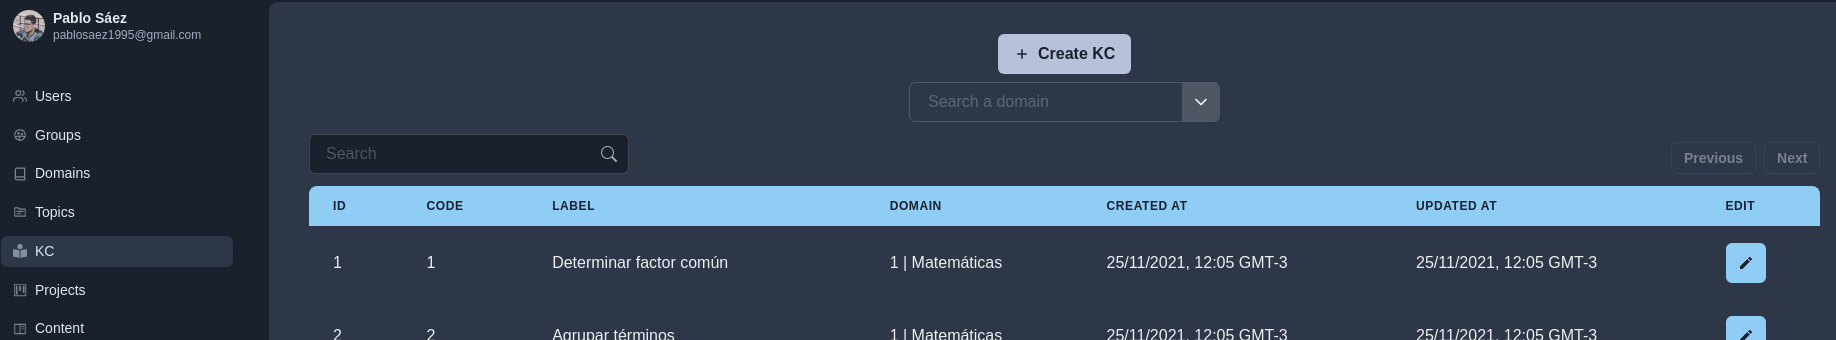 Pablo Sáez
pablosaez1995@gmail.com
Users
Groups
Domains
Topics
KC
Projects
Content
+ Create KC
Search a domain
Search
Previous Next
ID CODE LABEL DOMAIN CREATED AT UPDATED AT EDIT
1 1 Determinar factor común 1 | Matemáticas 25/11/2021, 12:05 GMT-3 25/11/2021, 12:05 GMT-3
2 2 Agrupar términos 1 | Matemáticas 25/11/2021, 12:05 GMT-3 25/11/2021, 12:05 GMT-3